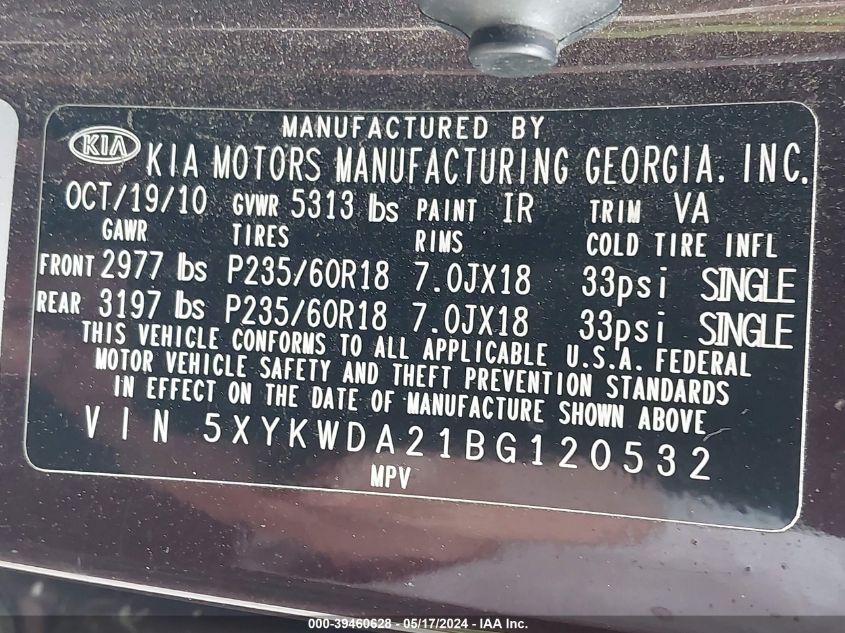 MANUFACTURED BY
KIA KIA MOTORS MANUFACTURING GEORGIA, INC.
OCT/19/10 GVWR 5313 lbs PAINT IR TRIM VA
GAWR TIRES RIMS COLD TIRE INFL
FRONT 2977 lbs P235/60R18 7.0JX18 33psi SINGLE
REAR 3197 lbs P235/60R18 7.0JX18 33psi SINGLE
THIS VEHICLE CONFORMS TO ALL APPLICABLE U.S.A. FEDERAL
MOTOR VEHICLE SAFETY AND THEFT PREVENTION STANDARDS
IN EFFECT ON THE DATE OF MANUFACTURE SHOWN ABOVE
VIN 5XYKWDA21BG120532
MPV
000-39460628 - 05/17/2024 - IAA Inc.